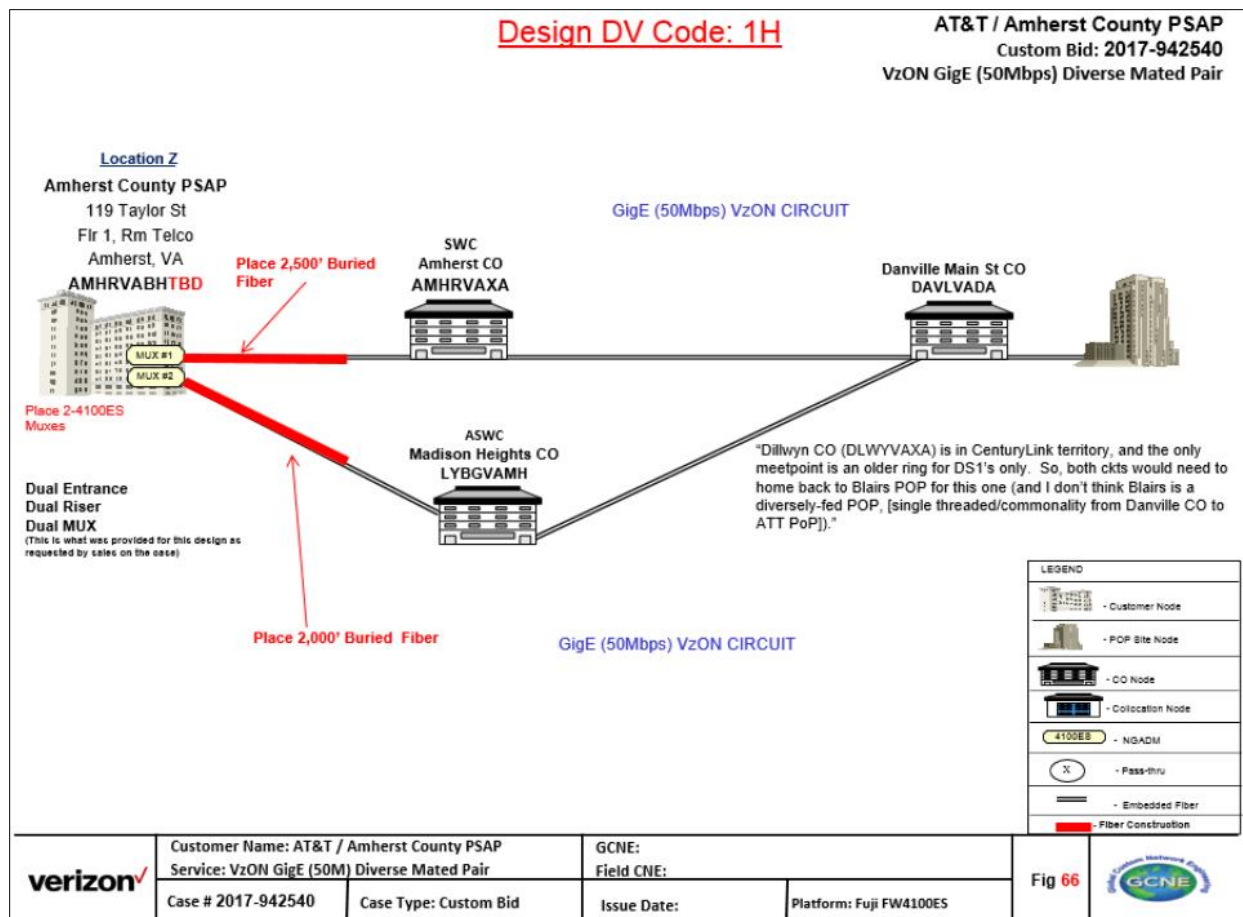 Design DV Code: 1H
AT&T / Amherst County PSAP
Custom Bid: 2017-942540
VzON GigE (50Mbps) Diverse Mated Pair
Location Z
Amherst County PSAP
119 Taylor St
Flr 1, Rm Telco
Amherst, VA
AMHRVABHTBD
MUX #1
MUX #2
Place 2-4100ES
Muxes
Place 2,500' Buried
Fiber
GigE (50Mbps) VzON CIRCUIT
SWC
Amherst CO
AMHRVAXA
Danville Main St CO
DAVLVADA
ASWC
Madison Heights CO
LYBGVAMH
"Dillwyn CO (DLWYVAXA) is in CenturyLink territory, and the only
meetpoint is an older ring for DS1's only. So, both ckts would need to
home back to Blairs POP for this one (and I don't think Blairs is a
diversely-fed POP, [single threaded/commonality from Danville CO to
ATT PoP])."
Dual Entrance
Dual Riser
Dual MUX
(This is what was provided for this design as
requested by sales on the case)
Place 2,000' Buried Fiber
GigE (50Mbps) VzON CIRCUIT
LEGEND
- Customer Node
- POP Site Node
- CO Node
- Collocation Node
4100ES - NGADM
X - Pass-thru
- Embedded Fiber
- Fiber Construction
verizon
Customer Name: AT&T / Amherst County PSAP
Service: VzON GigE (50M) Diverse Mated Pair
Case # 2017-942540
Case Type: Custom Bid
GCNE:
Field CNE:
Issue Date:
Platform: Fuji FW4100ES
Fig 66
Global Custom Network Engineering
GCNE